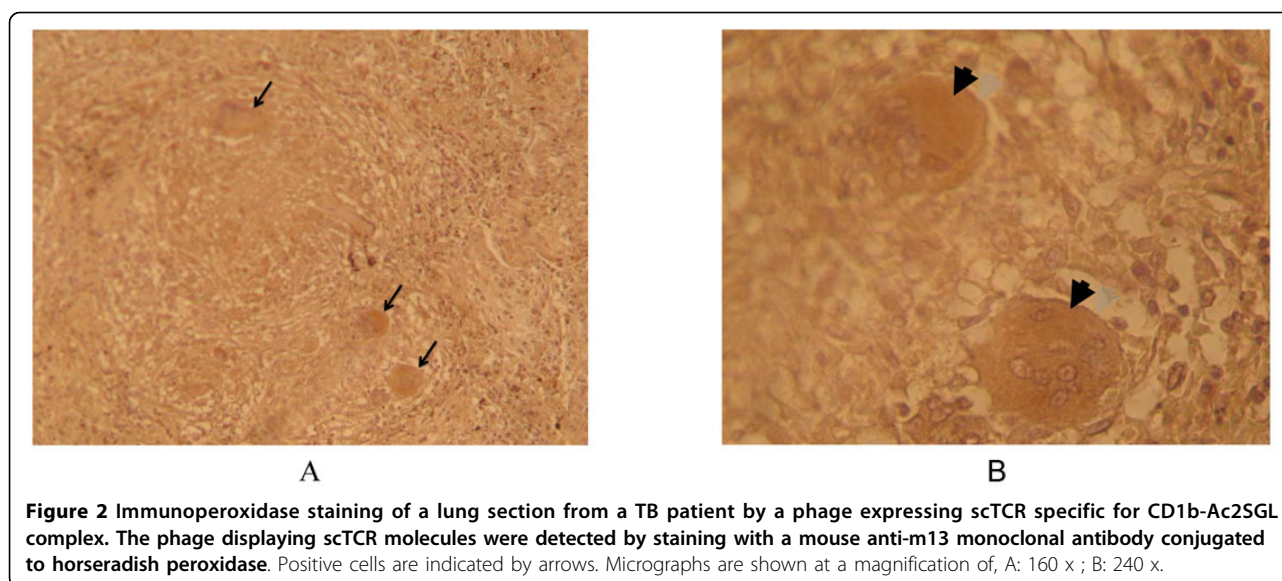 A
B
Figure 2 Immunoperoxidase staining of a lung section from a TB patient by a phage expressing scTCR specific for CD1b-Ac2SGL
complex. The phage displaying scTCR molecules were detected by staining with a mouse anti-m13 monoclonal antibody conjugated
to horseradish peroxidase. Positive cells are indicated by arrows. Micrographs are shown at a magnification of, A: 160 x ; B: 240 x.